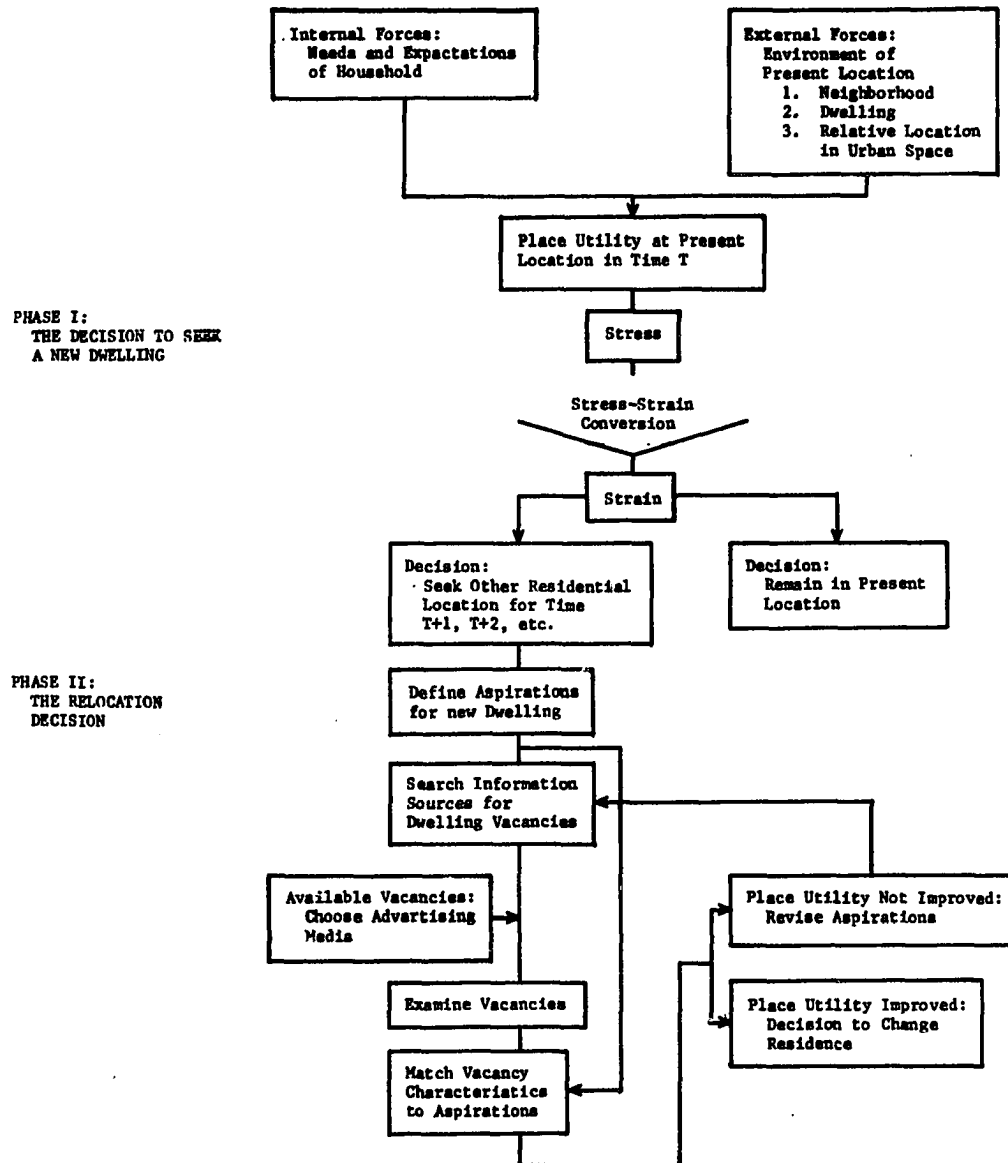 Internal Forces:
Needs and Expectations
of Household
External Forces:
Environment of
Present Location
1. Neighborhood
2. Dwelling
3. Relative Location
in Urban Space
Place Utility at Present
Location in Time T
PHASE I:
THE DECISION TO SEEK
A NEW DWELLING
Stress
Stress-Strain
Conversion
Strain
Decision:
Seek Other Residential
Location for Time
T+1, T+2, etc.
Decision:
Remain in Present
Location
PHASE II:
THE RELOCATION
DECISION
Define Aspirations
for new Dwelling
Search Information
Sources for
Dwelling Vacancies
Available Vacancies:
Choose Advertising
Media
Place Utility Not Improved:
Revise Aspirations
Examine Vacancies
Place Utility Improved:
Decision to Change
Residence
Match Vacancy
Characteristics
to Aspirations